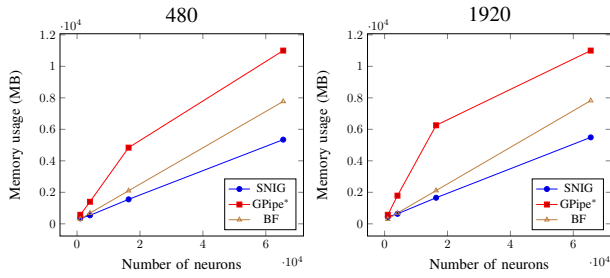 480
·10⁴
1.2
1
0.8
0.6
0.4
0.2
0
Memory usage (MB)
SNIG
GPipe*
BF
0
2
4
6
·10⁴
Number of neurons
1920
·10⁴
1.2
1
0.8
0.6
0.4
0.2
0
Memory usage (MB)
SNIG
GPipe*
BF
0
2
4
6
·10⁴
Number of neurons